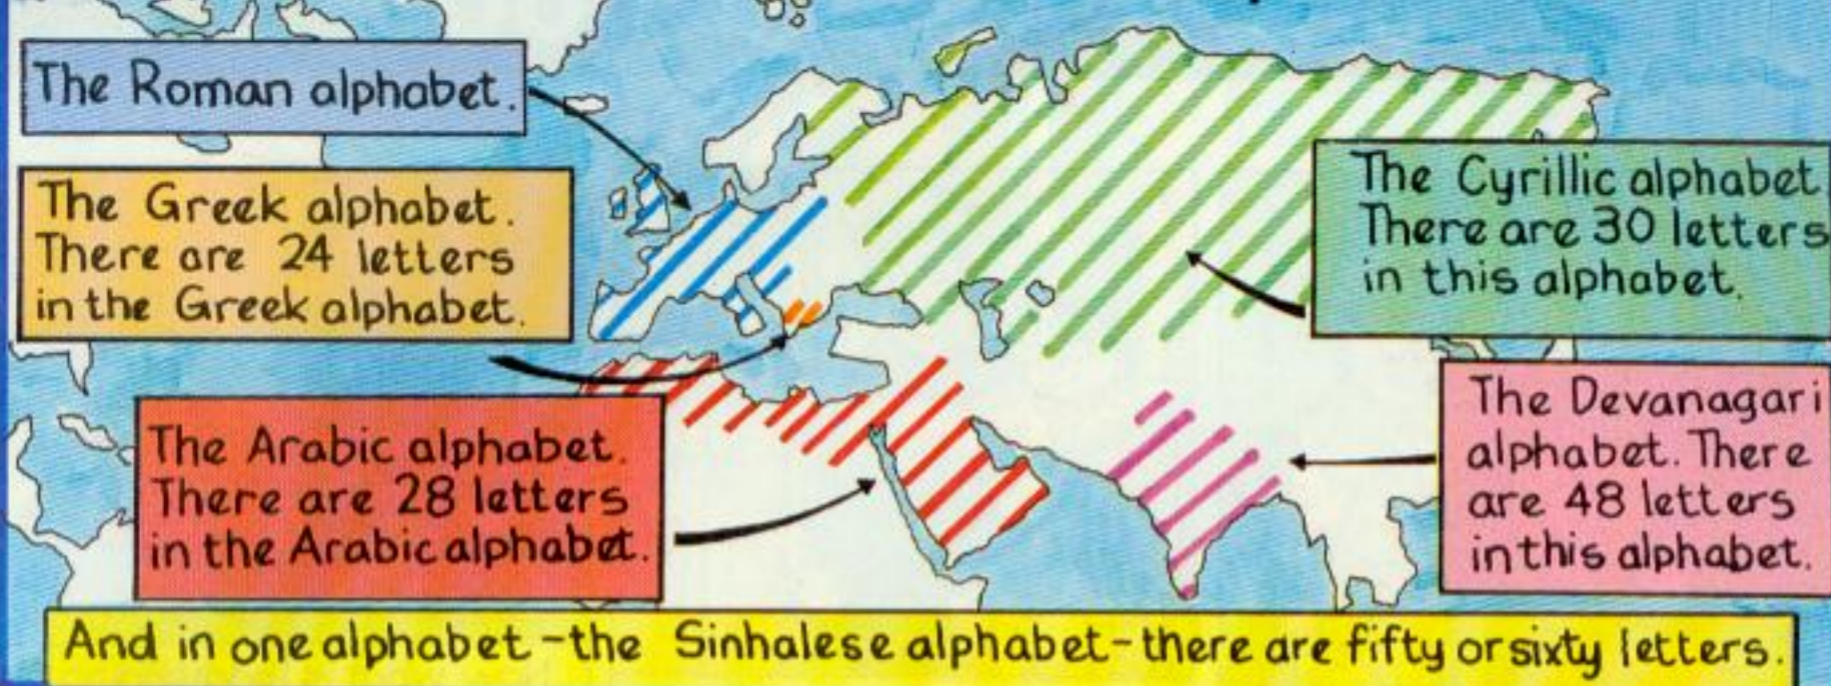 The Roman alphabet.
The Greek alphabet.
There are 24 letters
in the Greek alphabet.
The Arabic alphabet.
There are 28 letters
in the Arabic alphabet.
The Cyrillic alphabet
There are 30 letters
in this alphabet.
The Devanagari
alphabet. There
are 48 letters
in this alphabet.
And in one alphabet - the Sinhalese alphabet - there are fifty or sixty letters.